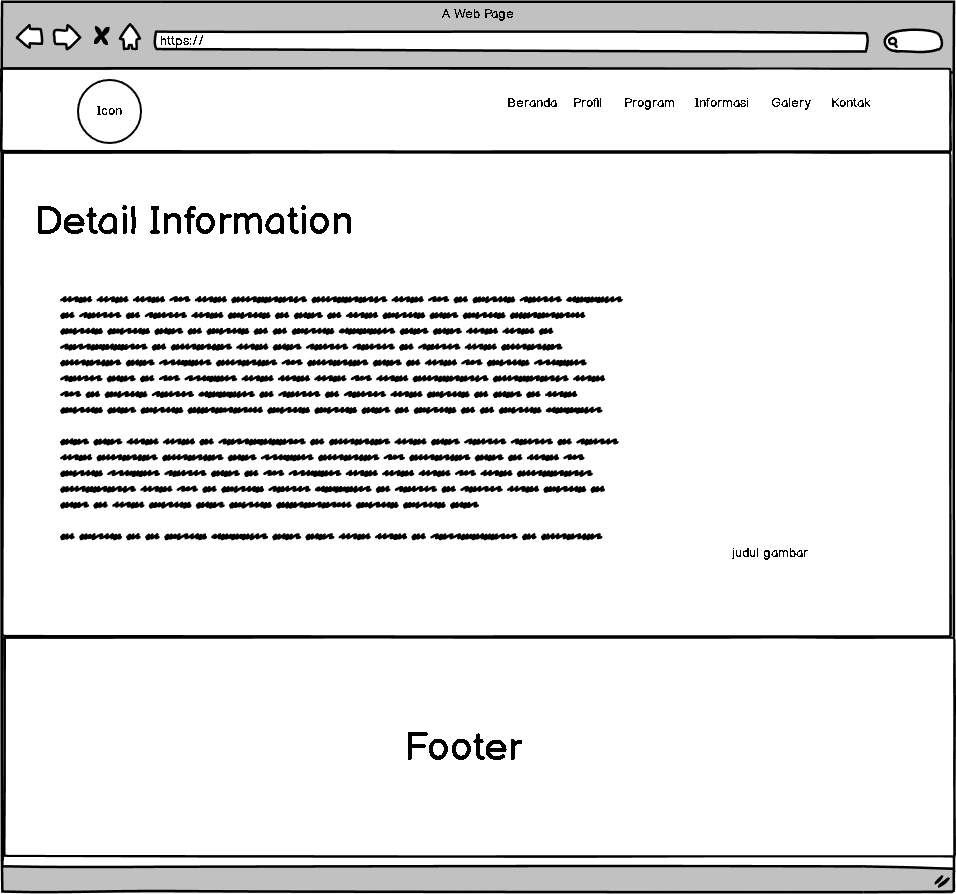 A Web Page
https://
Icon
Beranda Profil Program Informasi Galery Kontak
Detail Information
judul gambar
Footer